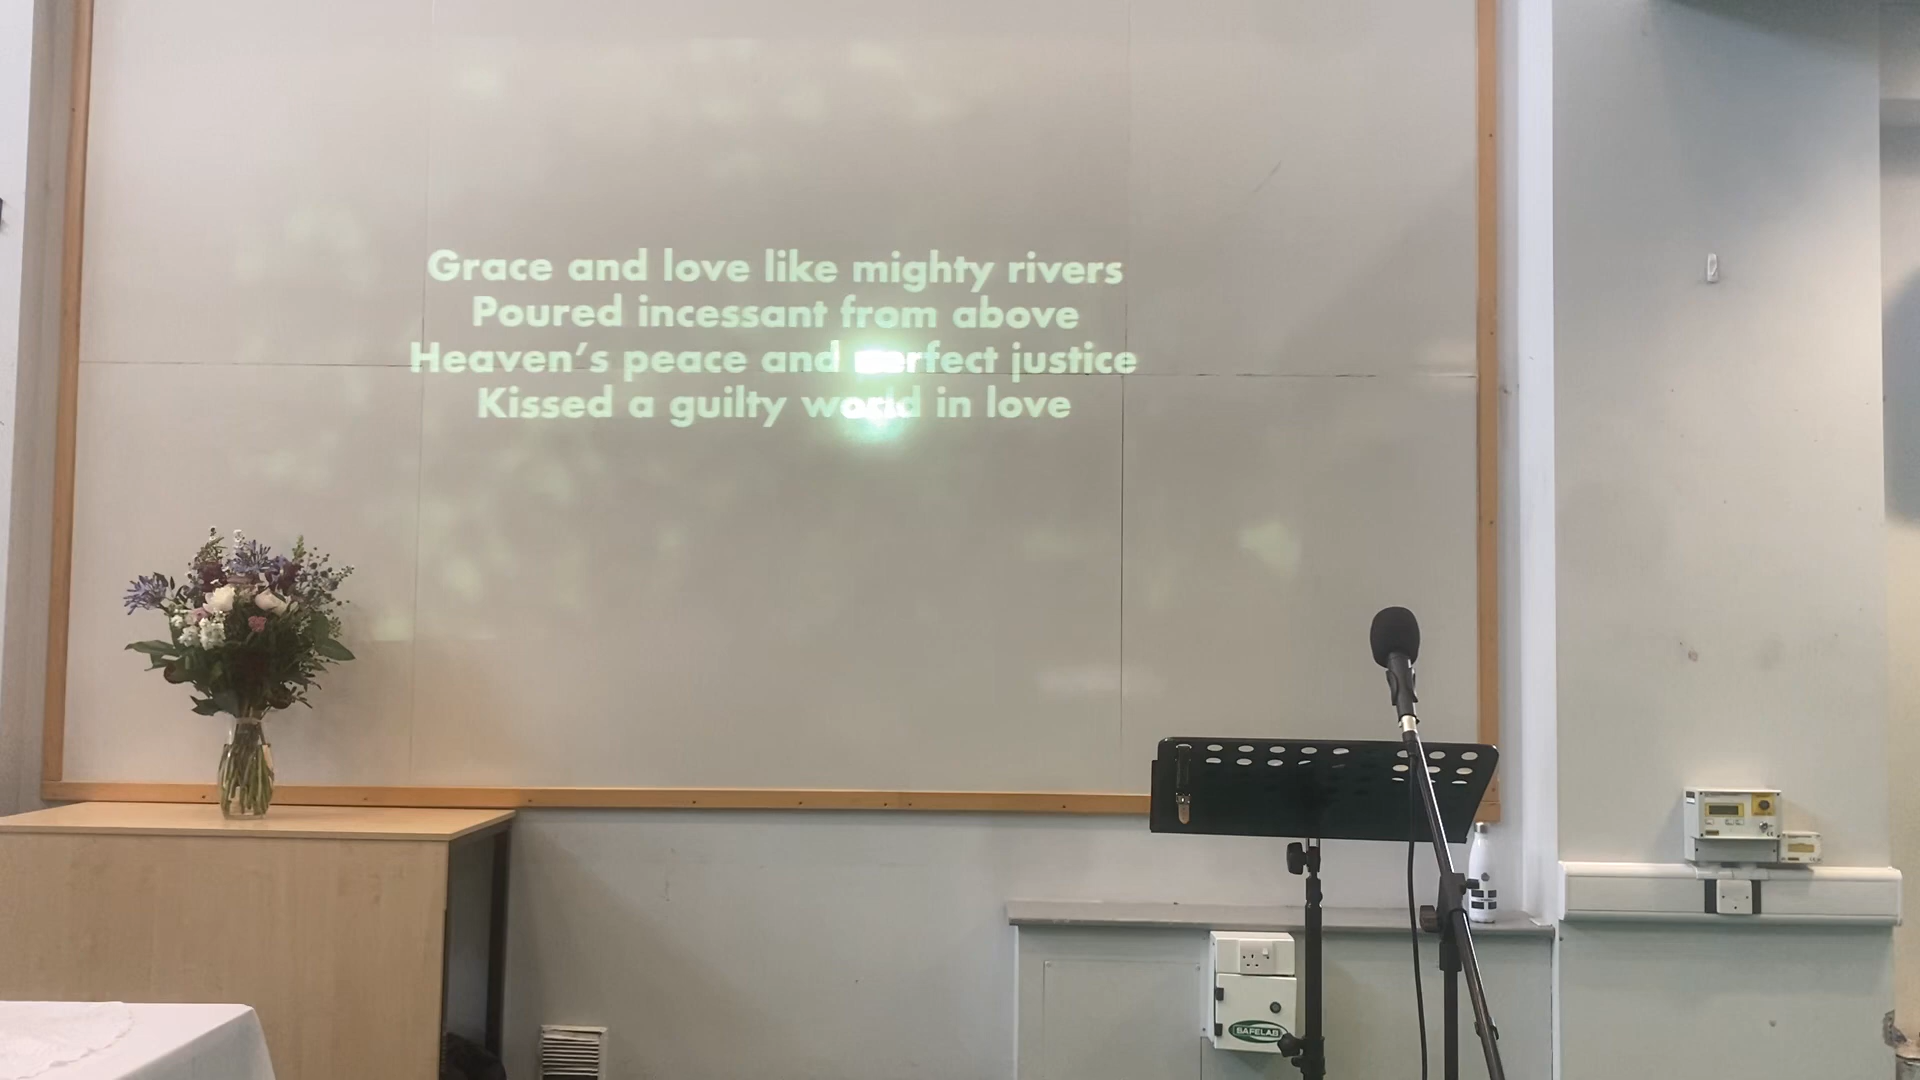 Grace and love like mighty rivers
Poured incessant from above
Heaven's peace and perfect justice
Kissed a guilty world in love
SAFELAB